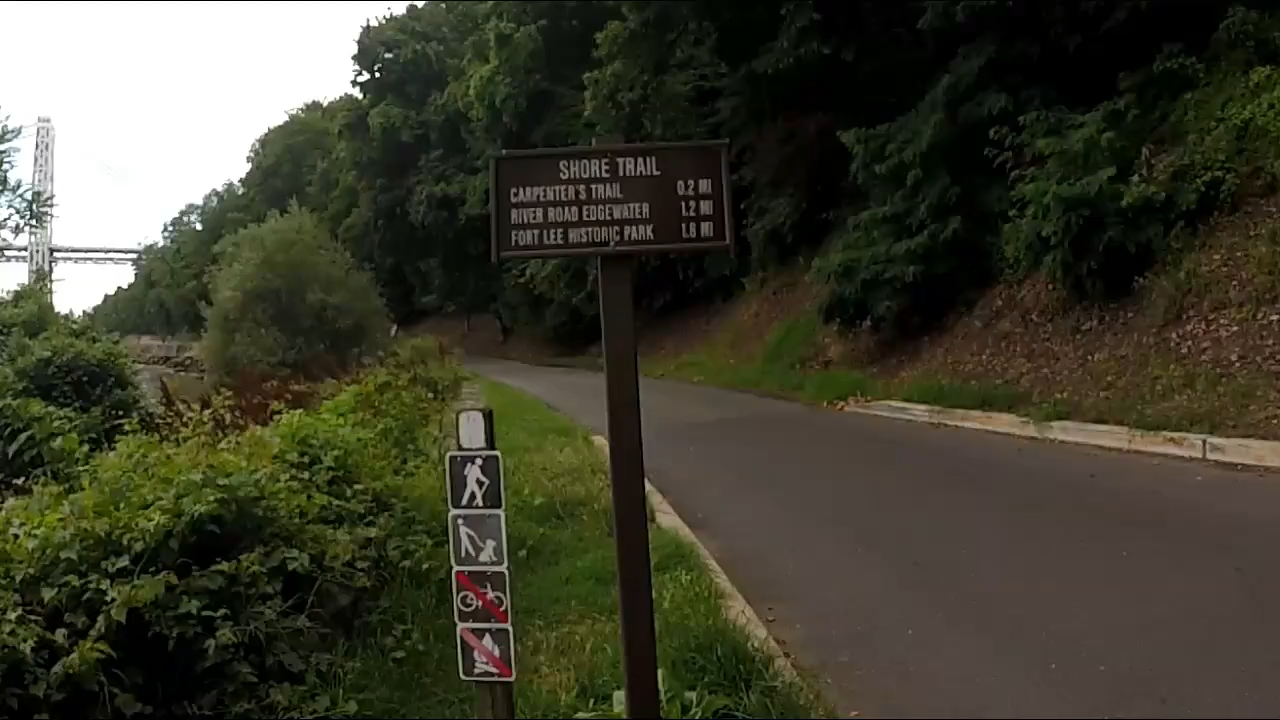 SHORE TRAIL
CARPENTER'S TRAIL 0.2 MI
RIVER ROAD EDGEWATER 1.2 MI
FORT LEE HISTORIC PARK 1.8 MI